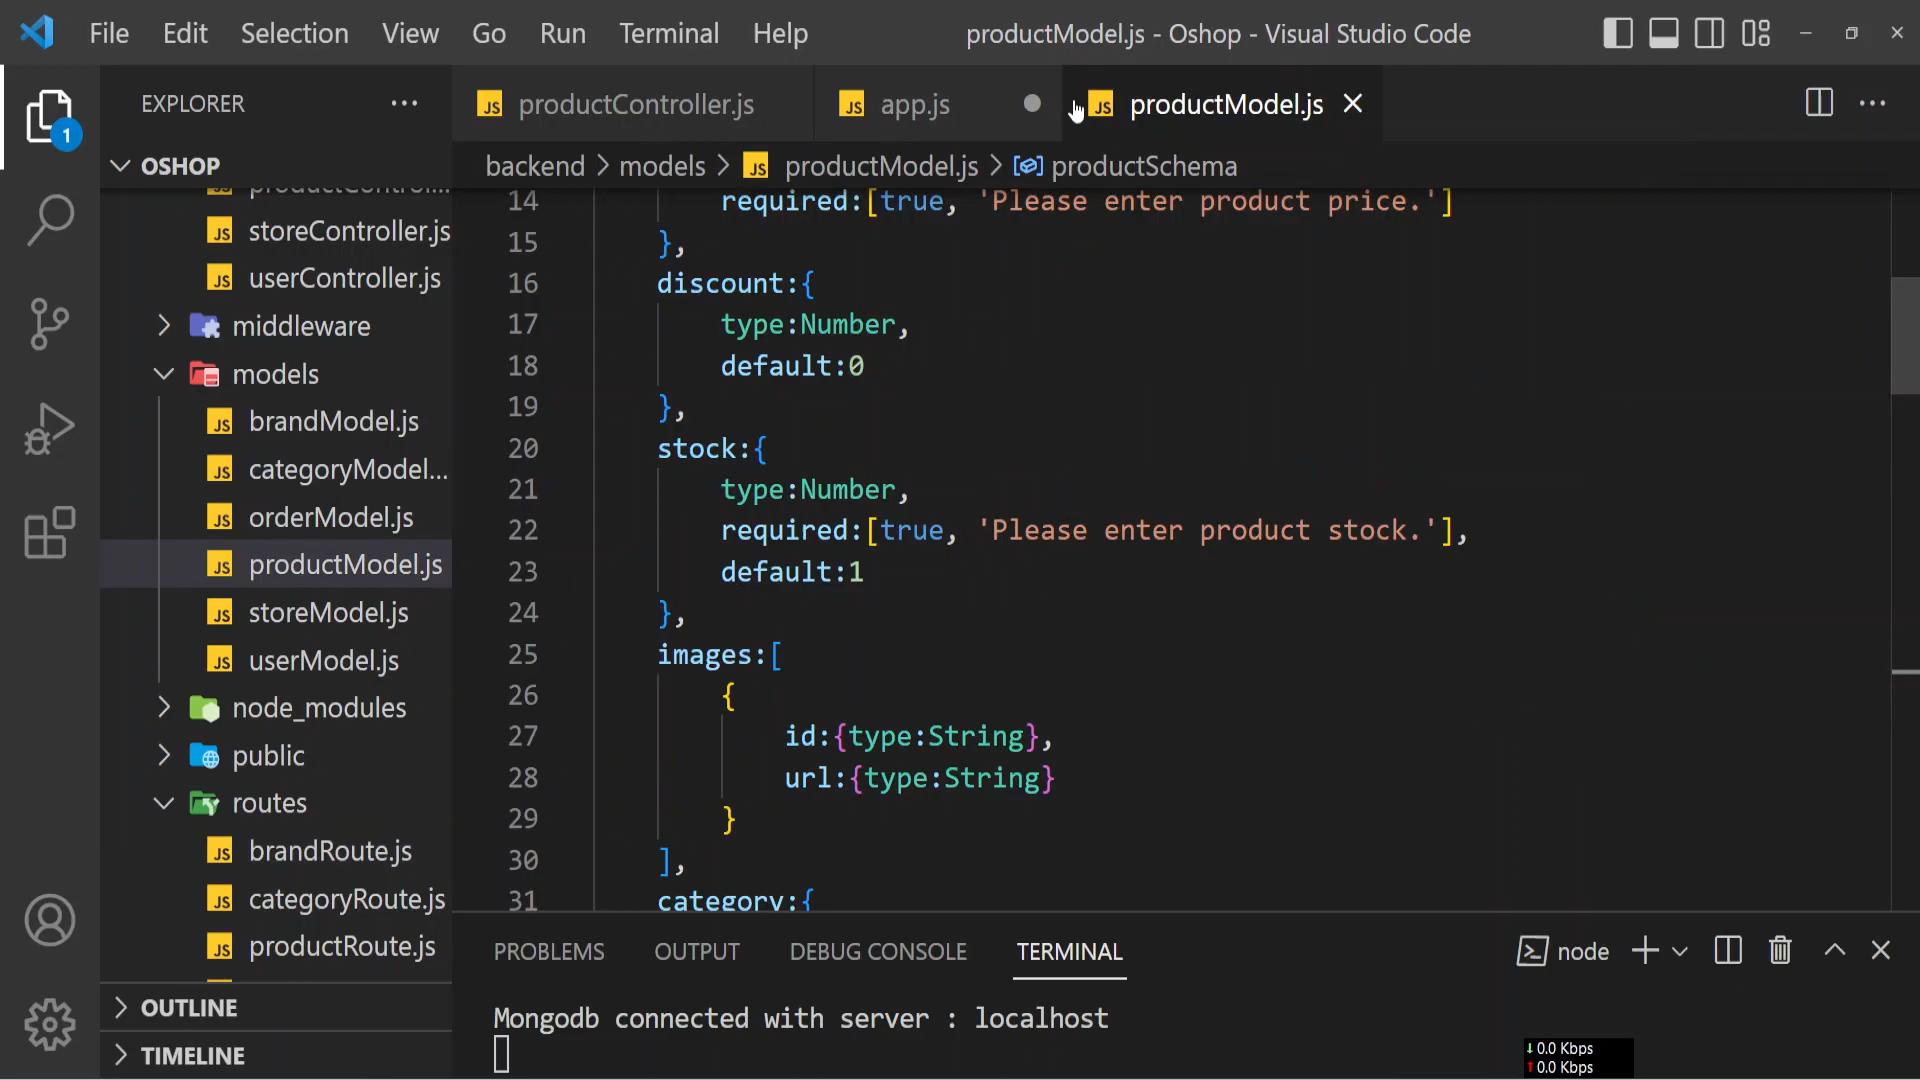 File Edit Selection View Go Run Terminal Help productModel.js - Oshop - Visual Studio Code
EXPLORER
1
OSHOP
productControl...
storeController.js
userController.js
middleware
models
brandModel.js
categoryModel...
orderModel.js
productModel.js
storeModel.js
userModel.js
node_modules
public
routes
brandRoute.js
categoryRoute.js
productRoute.js
OUTLINE
TIMELINE
JS productController.js JS app.js JS productModel.js
backend > models > JS productModel.js > productSchema
14 required:[true, 'Please enter product price.']
15 },
16 discount:{
17 type:Number,
18 default:0
19 },
20 stock:{
21 type:Number,
22 required:[true, 'Please enter product stock.'],
23 default:1
24 },
25 images:[
26 {
27 id:{type:String},
28 url:{type:String}
29 }
30 ],
31 category:{
PROBLEMS OUTPUT DEBUG CONSOLE TERMINAL node
Mongodb connected with server : localhost
↓0.0 Kbps
↑0.0 Kbps